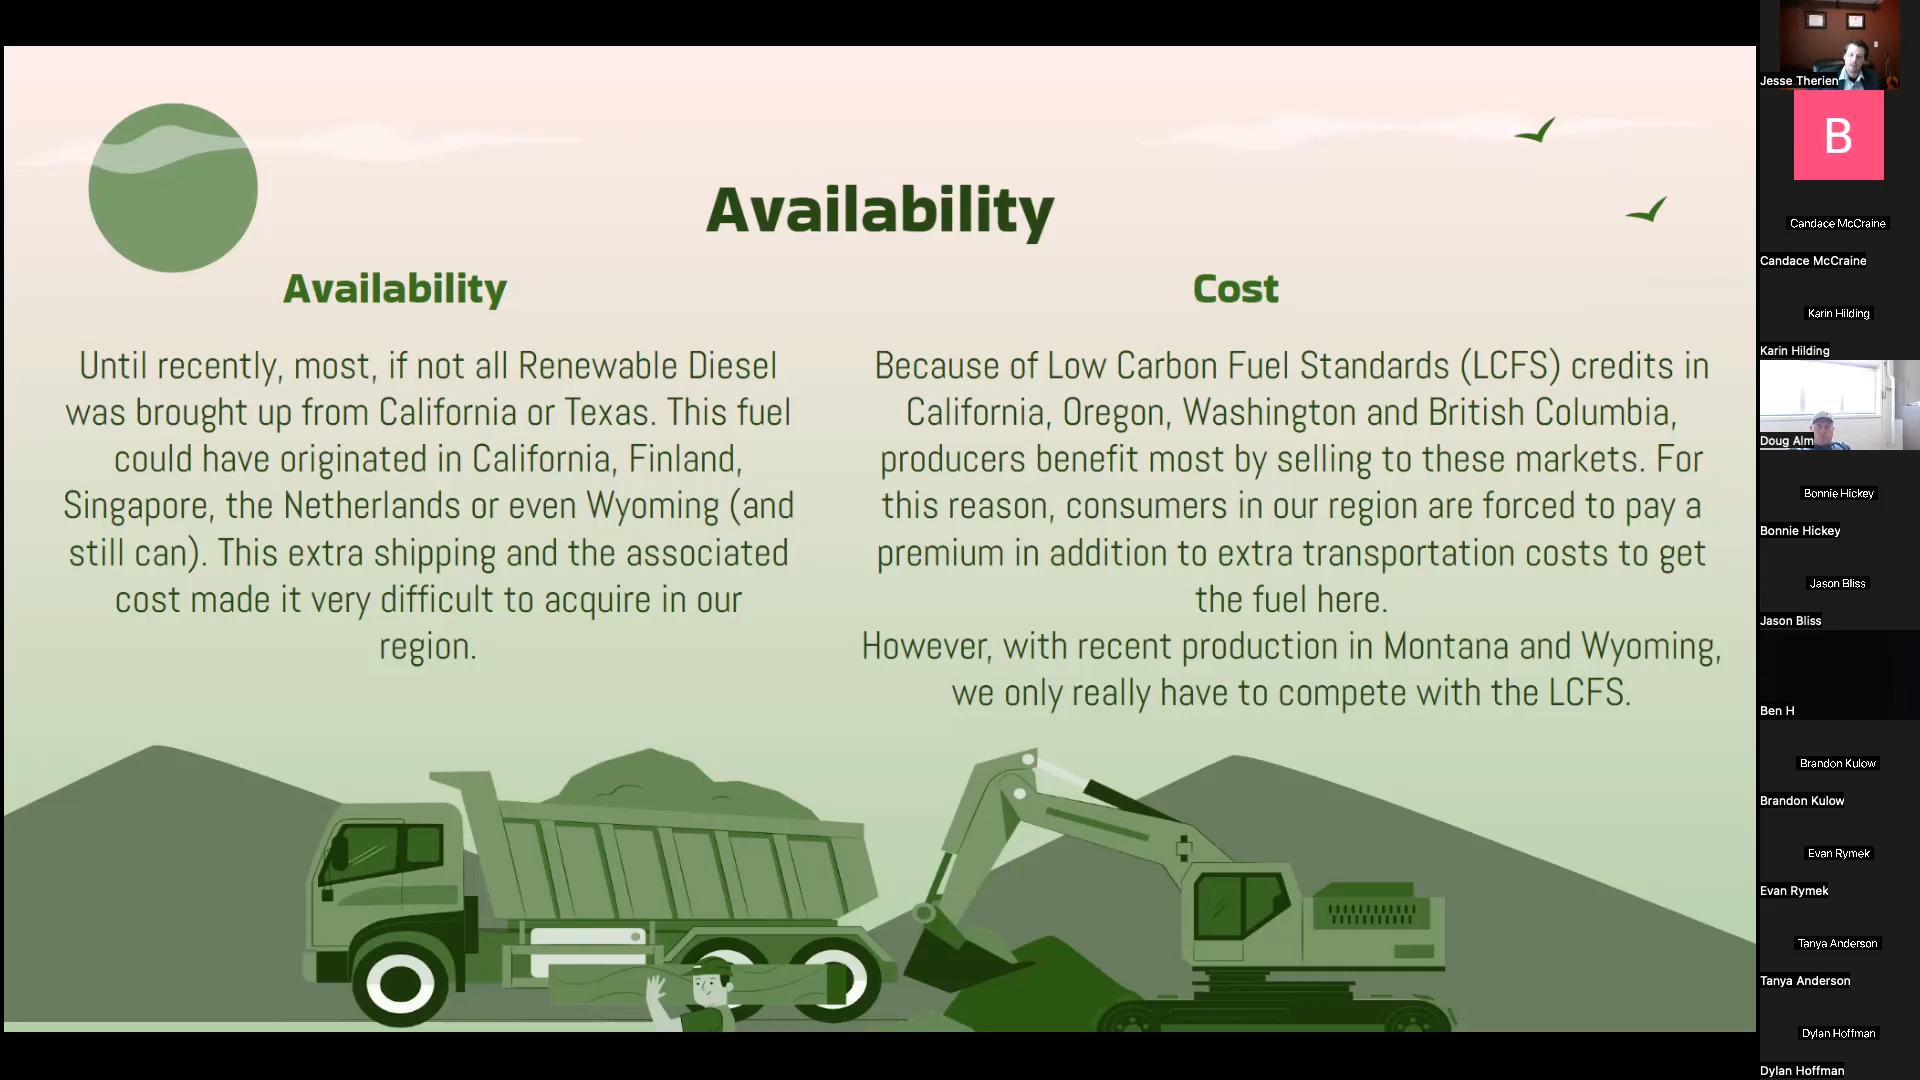 Availability
Availability
Until recently, most, if not all Renewable Diesel
was brought up from California or Texas. This fuel
could have originated in California, Finland,
Singapore, the Netherlands or even Wyoming (and
still can). This extra shipping and the associated
cost made it very difficult to acquire in our
region.
Cost
Because of Low Carbon Fuel Standards (LCFS) credits in
California, Oregon, Washington and British Columbia,
producers benefit most by selling to these markets. For
this reason, consumers in our region are forced to pay a
premium in addition to extra transportation costs to get
the fuel here.
However, with recent production in Montana and Wyoming,
we only really have to compete with the LCFS.
Jesse Therien
B
Candace McCraine
Candace McCraine
Karin Hilding
Karin Hilding
Doug Alm
Bonnie Hickey
Bonnie Hickey
Jason Bliss
Jason Bliss
Ben H
Brandon Kulow
Brandon Kulow
Evan Rymek
Evan Rymek
Tanya Anderson
Tanya Anderson
Dylan Hoffman
Dylan Hoffman